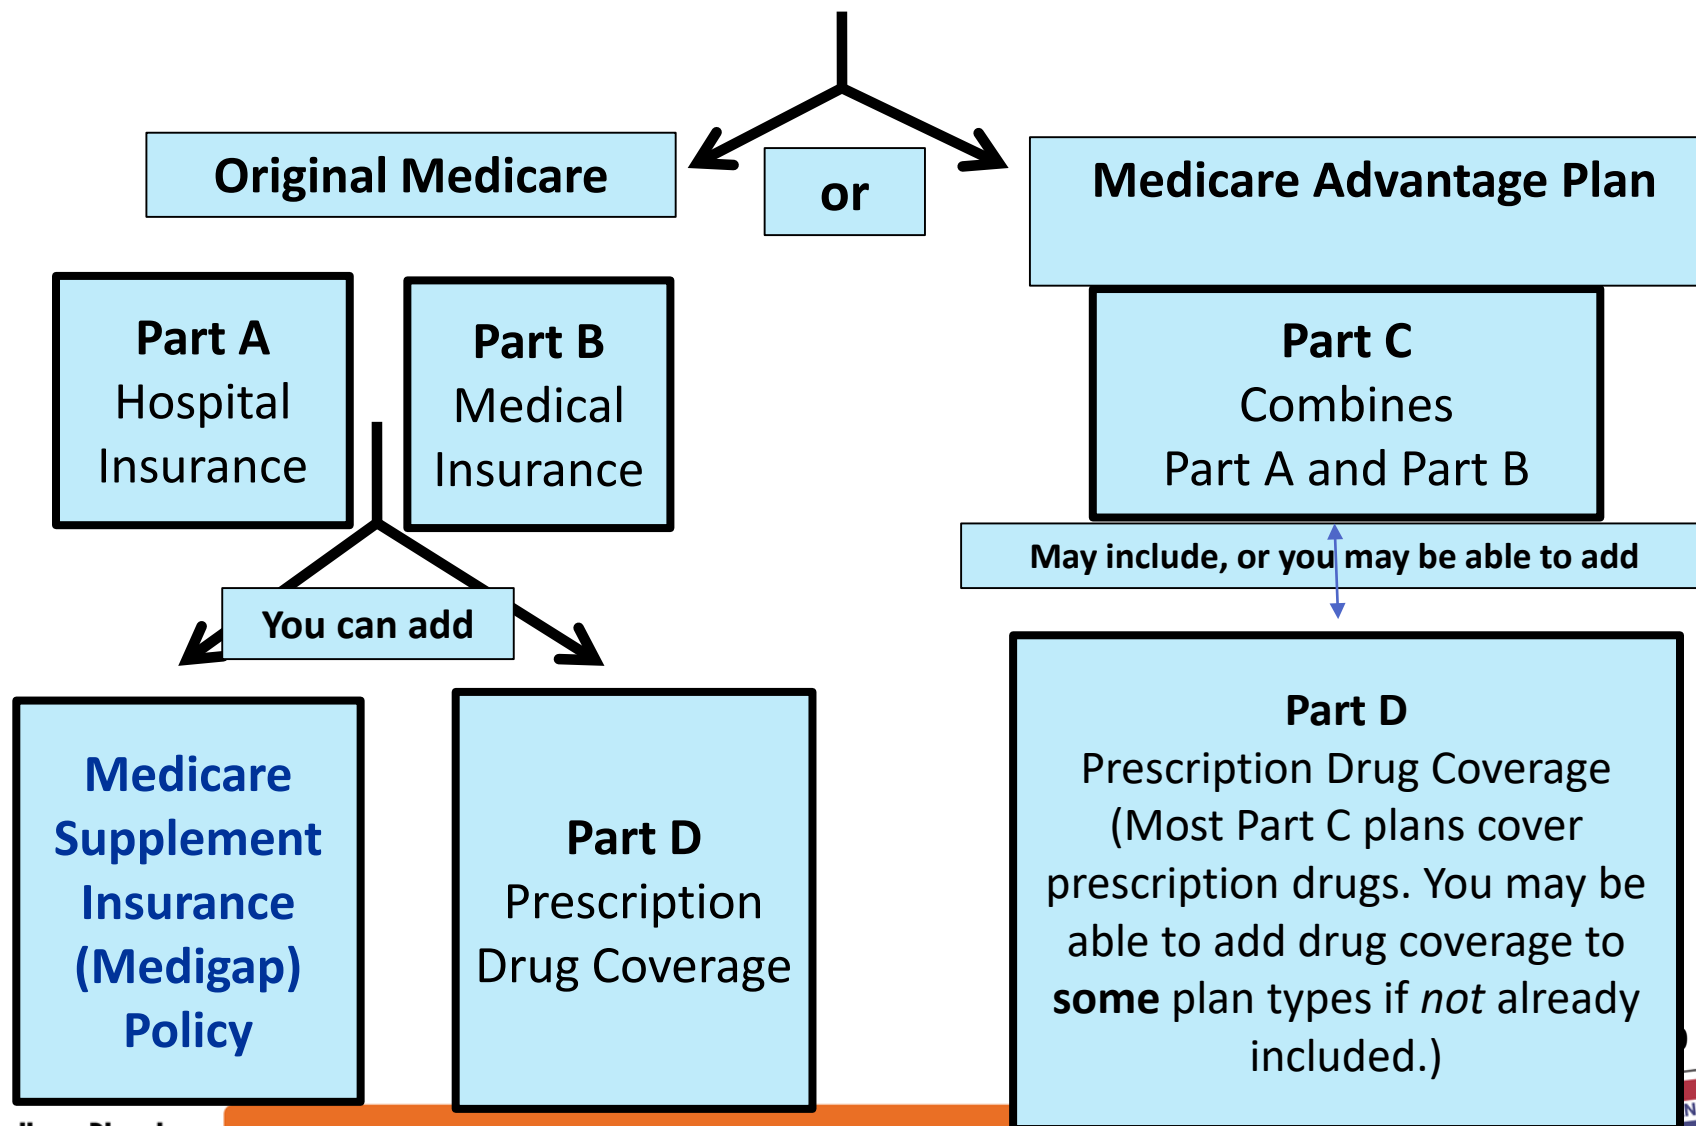 Original Medicare
or
Medicare Advantage Plan
Part A
Hospital
Insurance
Part B
Medical
Insurance
Part C
Combines
Part A and Part B
May include, or you may be able to add
You can add
Medicare
Supplement
Insurance
(Medigap)
Policy
Part D
Prescription
Drug Coverage
Part D
Prescription Drug Coverage
(Most Part C plans cover
prescription drugs. You may be
able to add drug coverage to
some plan types if not already
included.)